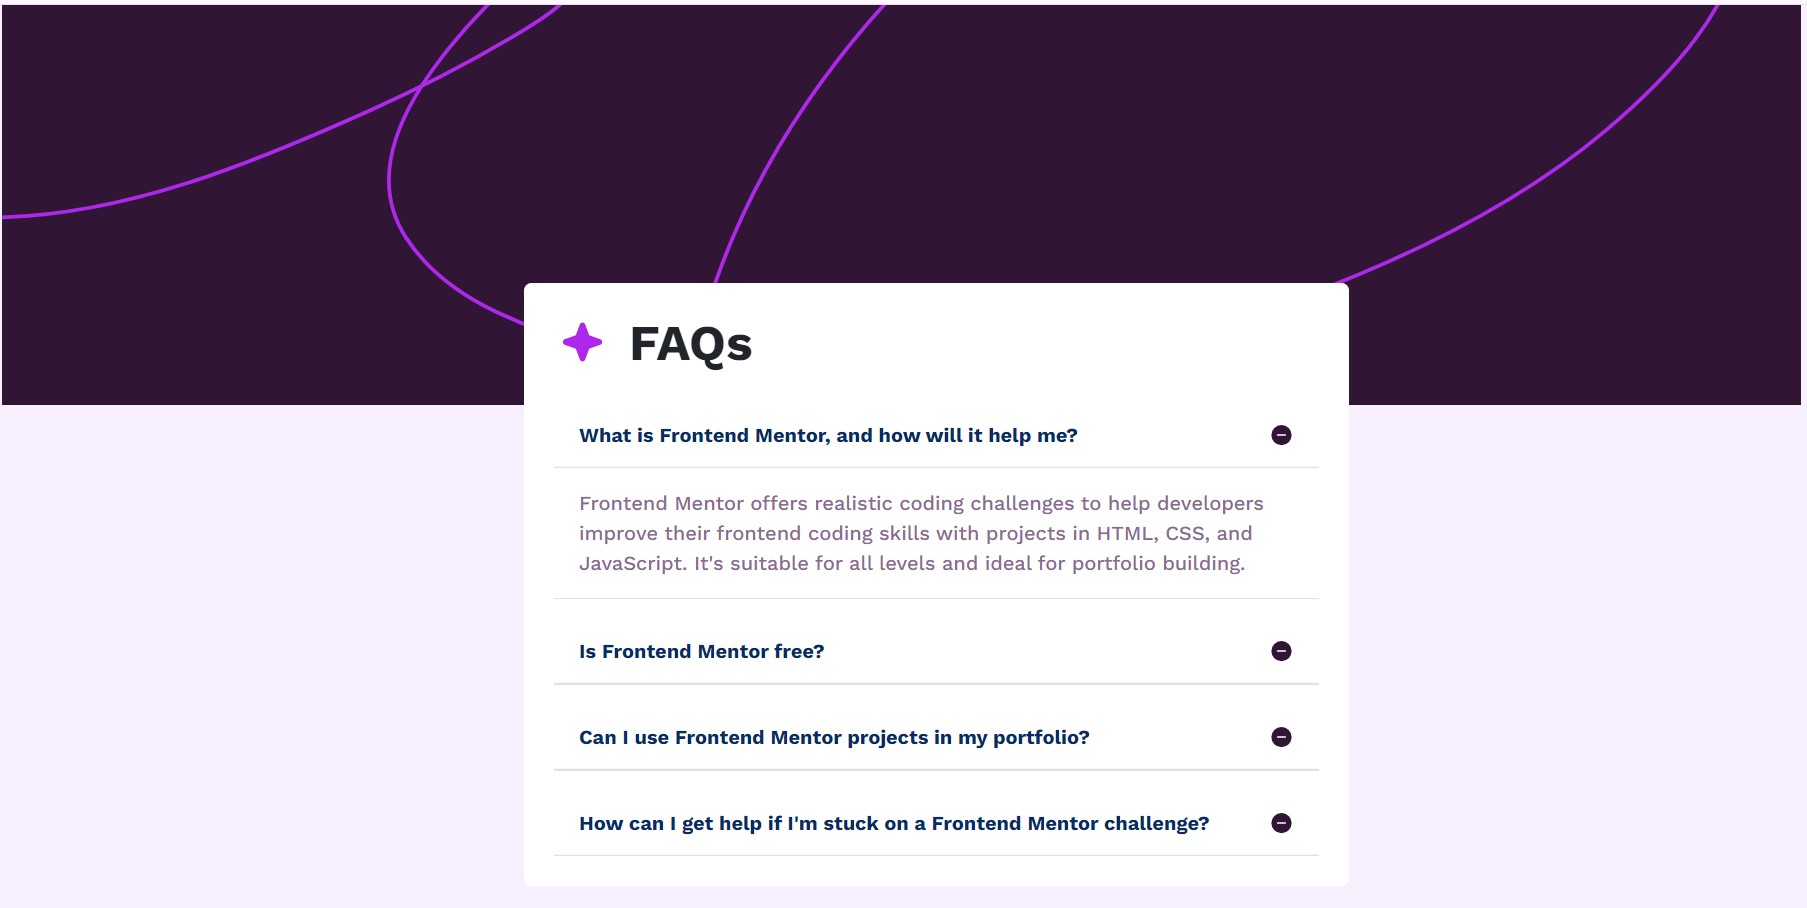 FAQs
What is Frontend Mentor, and how will it help me?
Frontend Mentor offers realistic coding challenges to help developers
improve their frontend coding skills with projects in HTML, CSS, and
JavaScript. It's suitable for all levels and ideal for portfolio building.
Is Frontend Mentor free?
Can I use Frontend Mentor projects in my portfolio?
How can I get help if I'm stuck on a Frontend Mentor challenge?